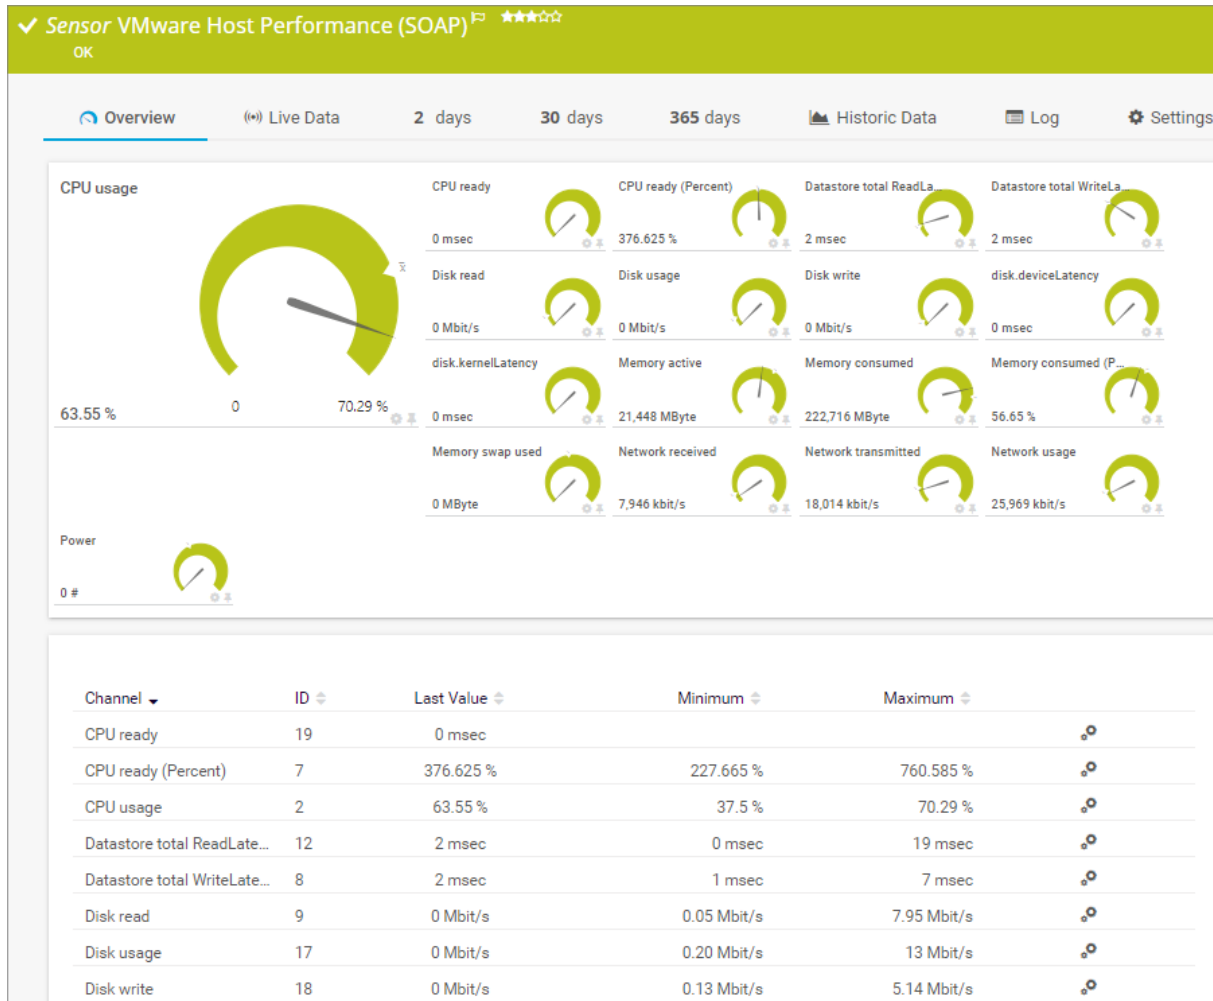 Sensor VMware Host Performance (SOAP)
OK
Overview
Live Data
2 days
30 days
365 days
Historic Data
Log
Settings
CPU usage
x̄
63.55 %
0
70.29 %
CPU ready
0 msec
CPU ready (Percent)
376.625 %
Datastore total ReadLa...
2 msec
Datastore total WriteLa...
2 msec
Disk read
0 Mbit/s
Disk usage
0 Mbit/s
Disk write
0 Mbit/s
disk.deviceLatency
0 msec
disk.kernelLatency
0 msec
Memory active
21,448 MByte
Memory consumed
222,716 MByte
Memory consumed (P...
56.65 %
Memory swap used
0 MByte
Network received
7,946 kbit/s
Network transmitted
18,014 kbit/s
Network usage
25,969 kbit/s
Power
0 #
Channel ID Last Value Minimum Maximum
CPU ready 19 0 msec
CPU ready (Percent) 7 376.625 % 227.665 % 760.585 %
CPU usage 2 63.55 % 37.5 % 70.29 %
Datastore total ReadLate... 12 2 msec 0 msec 19 msec
Datastore total WriteLate... 8 2 msec 1 msec 7 msec
Disk read 9 0 Mbit/s 0.05 Mbit/s 7.95 Mbit/s
Disk usage 17 0 Mbit/s 0.20 Mbit/s 13 Mbit/s
Disk write 18 0 Mbit/s 0.13 Mbit/s 5.14 Mbit/s